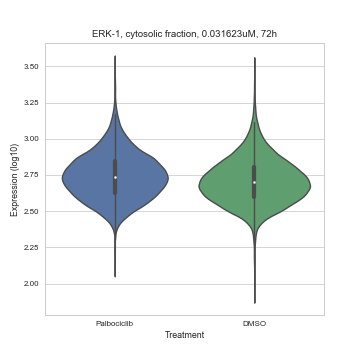 ERK-1, cytosolic fraction, 0.031623uM, 72h
Expression (log10)
3.50
3.25
3.00
2.75
2.50
2.25
2.00
Palbociclib
DMSO
Treatment